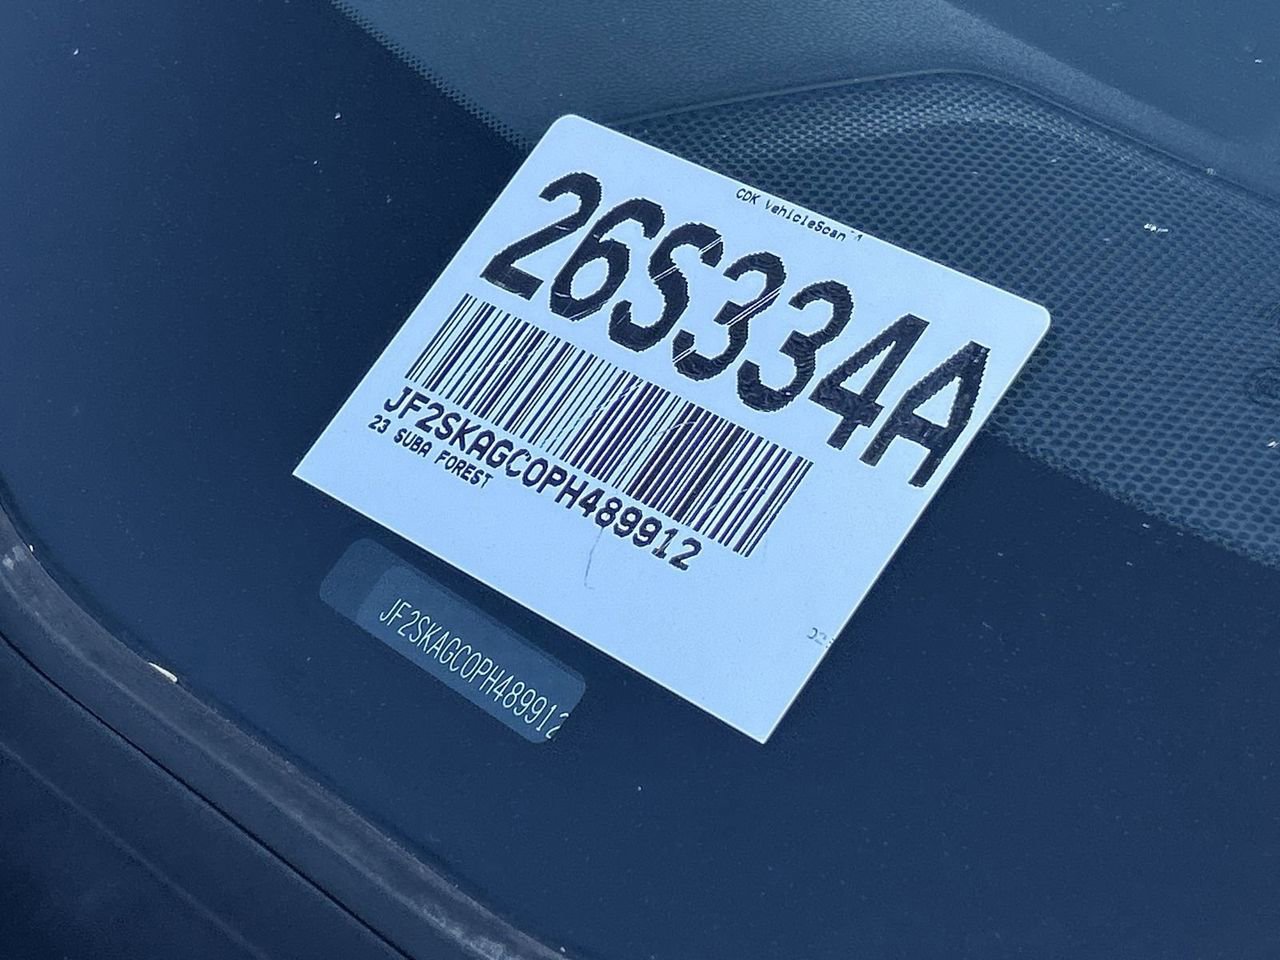 CDK VehicleScan
26S334A
JF2SKAGC0PH489912
23 SUBA FOREST
JF2SKAGC0PH489912